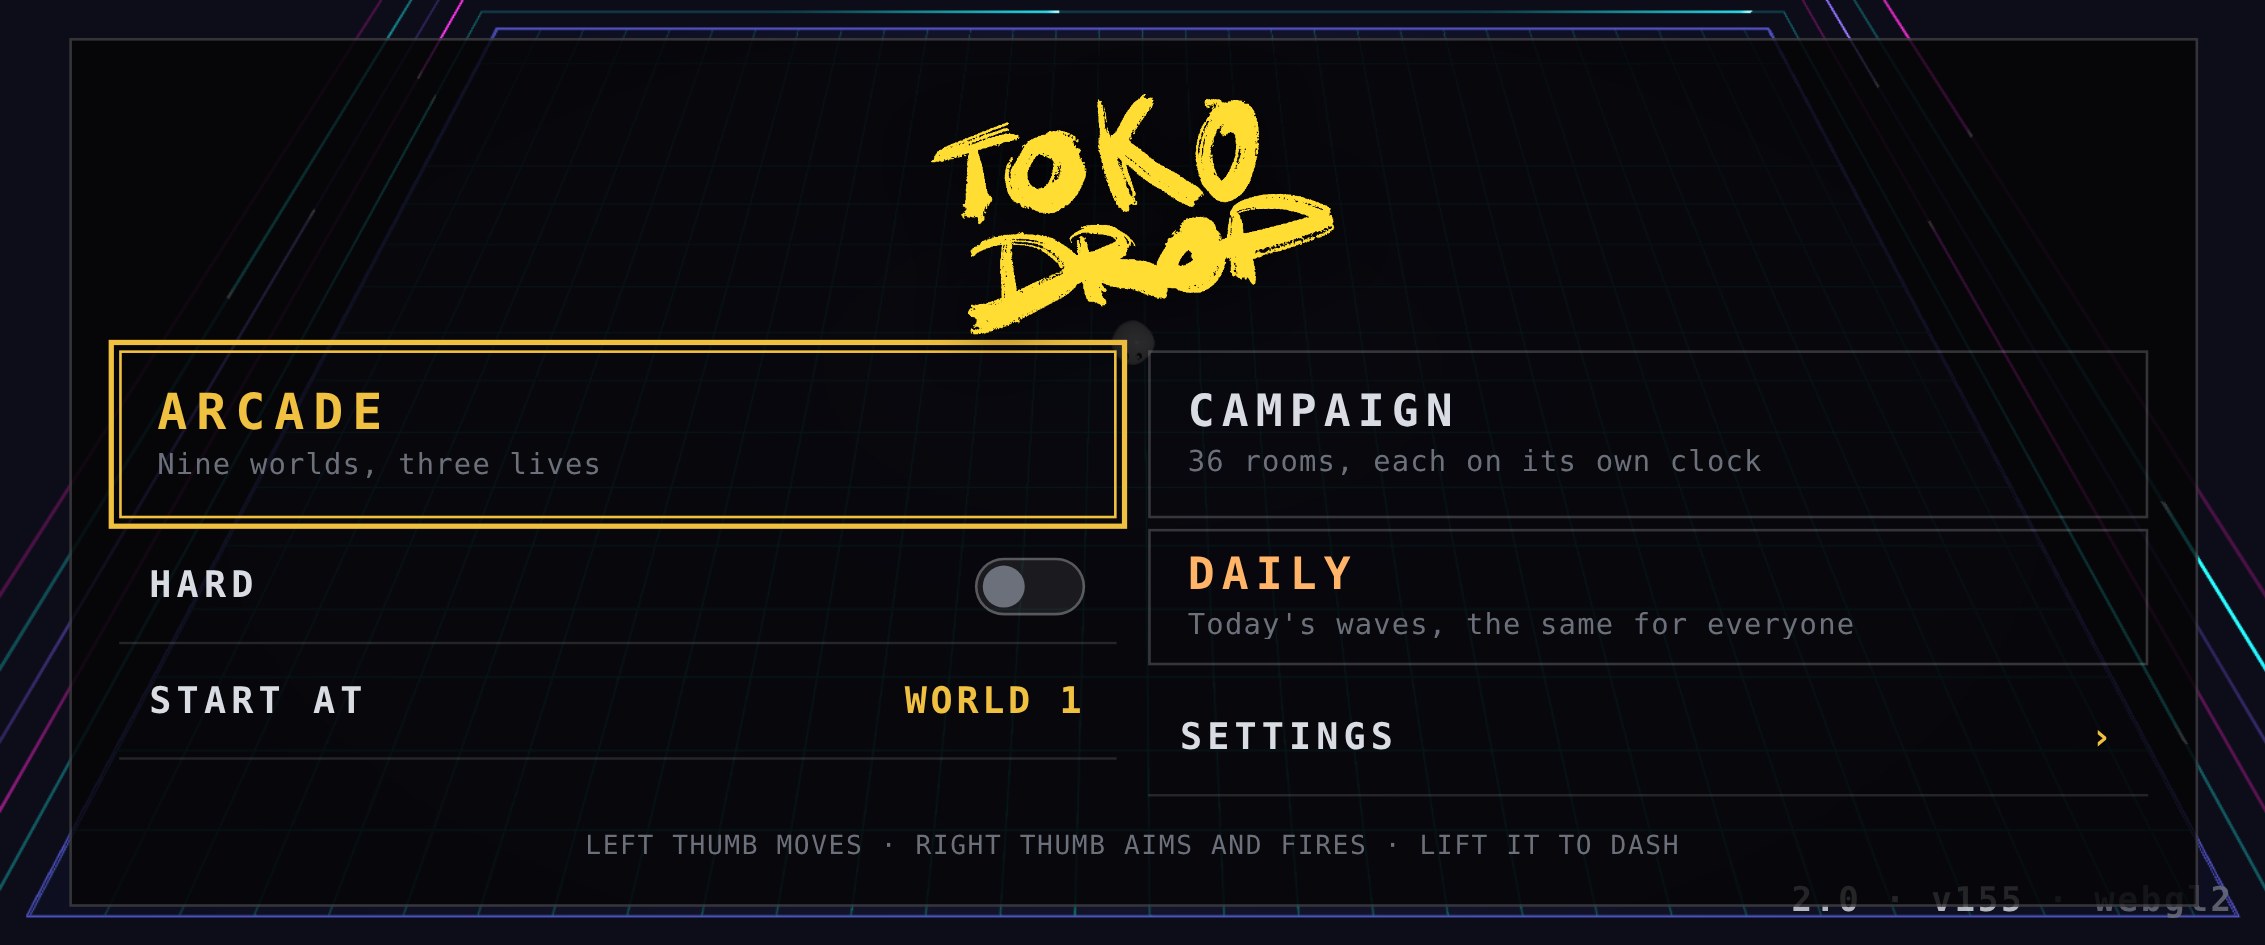 TOKO
DROP
ARCADE
Nine worlds, three lives
HARD
START AT WORLD 1
CAMPAIGN
36 rooms, each on its own clock
DAILY
Today's waves, the same for everyone
SETTINGS ›
LEFT THUMB MOVES · RIGHT THUMB AIMS AND FIRES · LIFT IT TO DASH
2.0 · v155 · webgl2